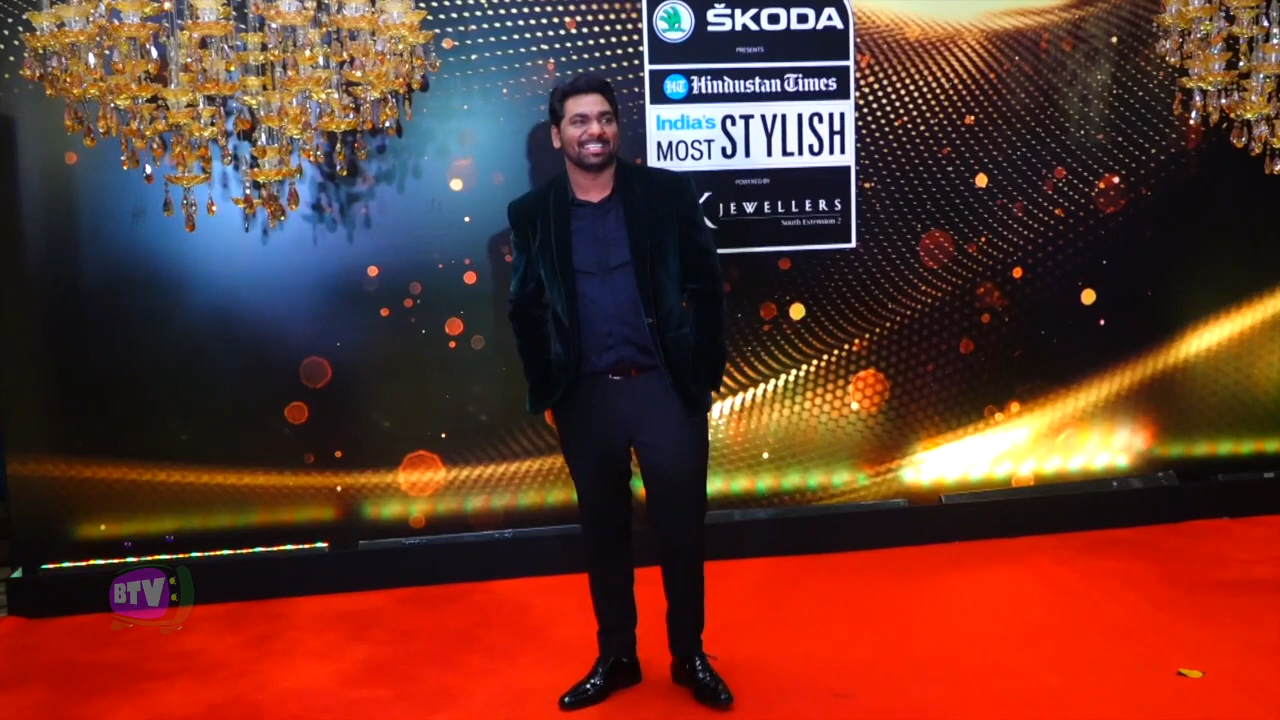 ŠKODA
PRESENTS
HT Hindustan Times
India's
MOST STYLISH
POWERED BY
K JEWELLERS
South Extension 2
BTV